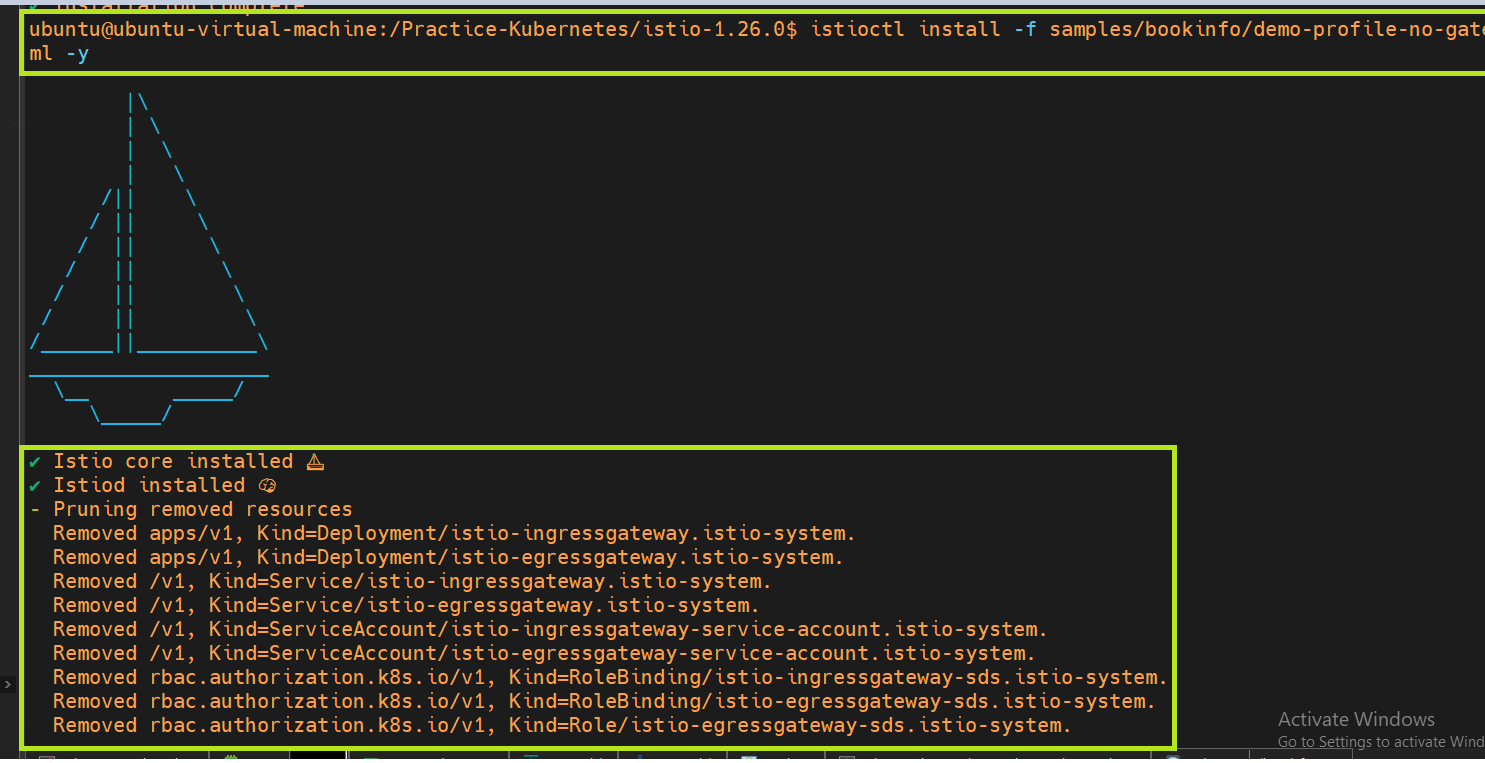 installation complete
ubuntu@ubuntu-virtual-machine:/Practice-Kubernetes/istio-1.26.0$ istioctl install -f samples/bookinfo/demo-profile-no-gate
ml -y
✔ Istio core installed ⛵
✔ Istiod installed 🧠
- Pruning removed resources
Removed apps/v1, Kind=Deployment/istio-ingressgateway.istio-system.
Removed apps/v1, Kind=Deployment/istio-egressgateway.istio-system.
Removed /v1, Kind=Service/istio-ingressgateway.istio-system.
Removed /v1, Kind=Service/istio-egressgateway.istio-system.
Removed /v1, Kind=ServiceAccount/istio-ingressgateway-service-account.istio-system.
Removed /v1, Kind=ServiceAccount/istio-egressgateway-service-account.istio-system.
Removed rbac.authorization.k8s.io/v1, Kind=RoleBinding/istio-ingressgateway-sds.istio-system.
Removed rbac.authorization.k8s.io/v1, Kind=RoleBinding/istio-egressgateway-sds.istio-system.
Removed rbac.authorization.k8s.io/v1, Kind=Role/istio-egressgateway-sds.istio-system.
Activate Windows
Go to Settings to activate Wind